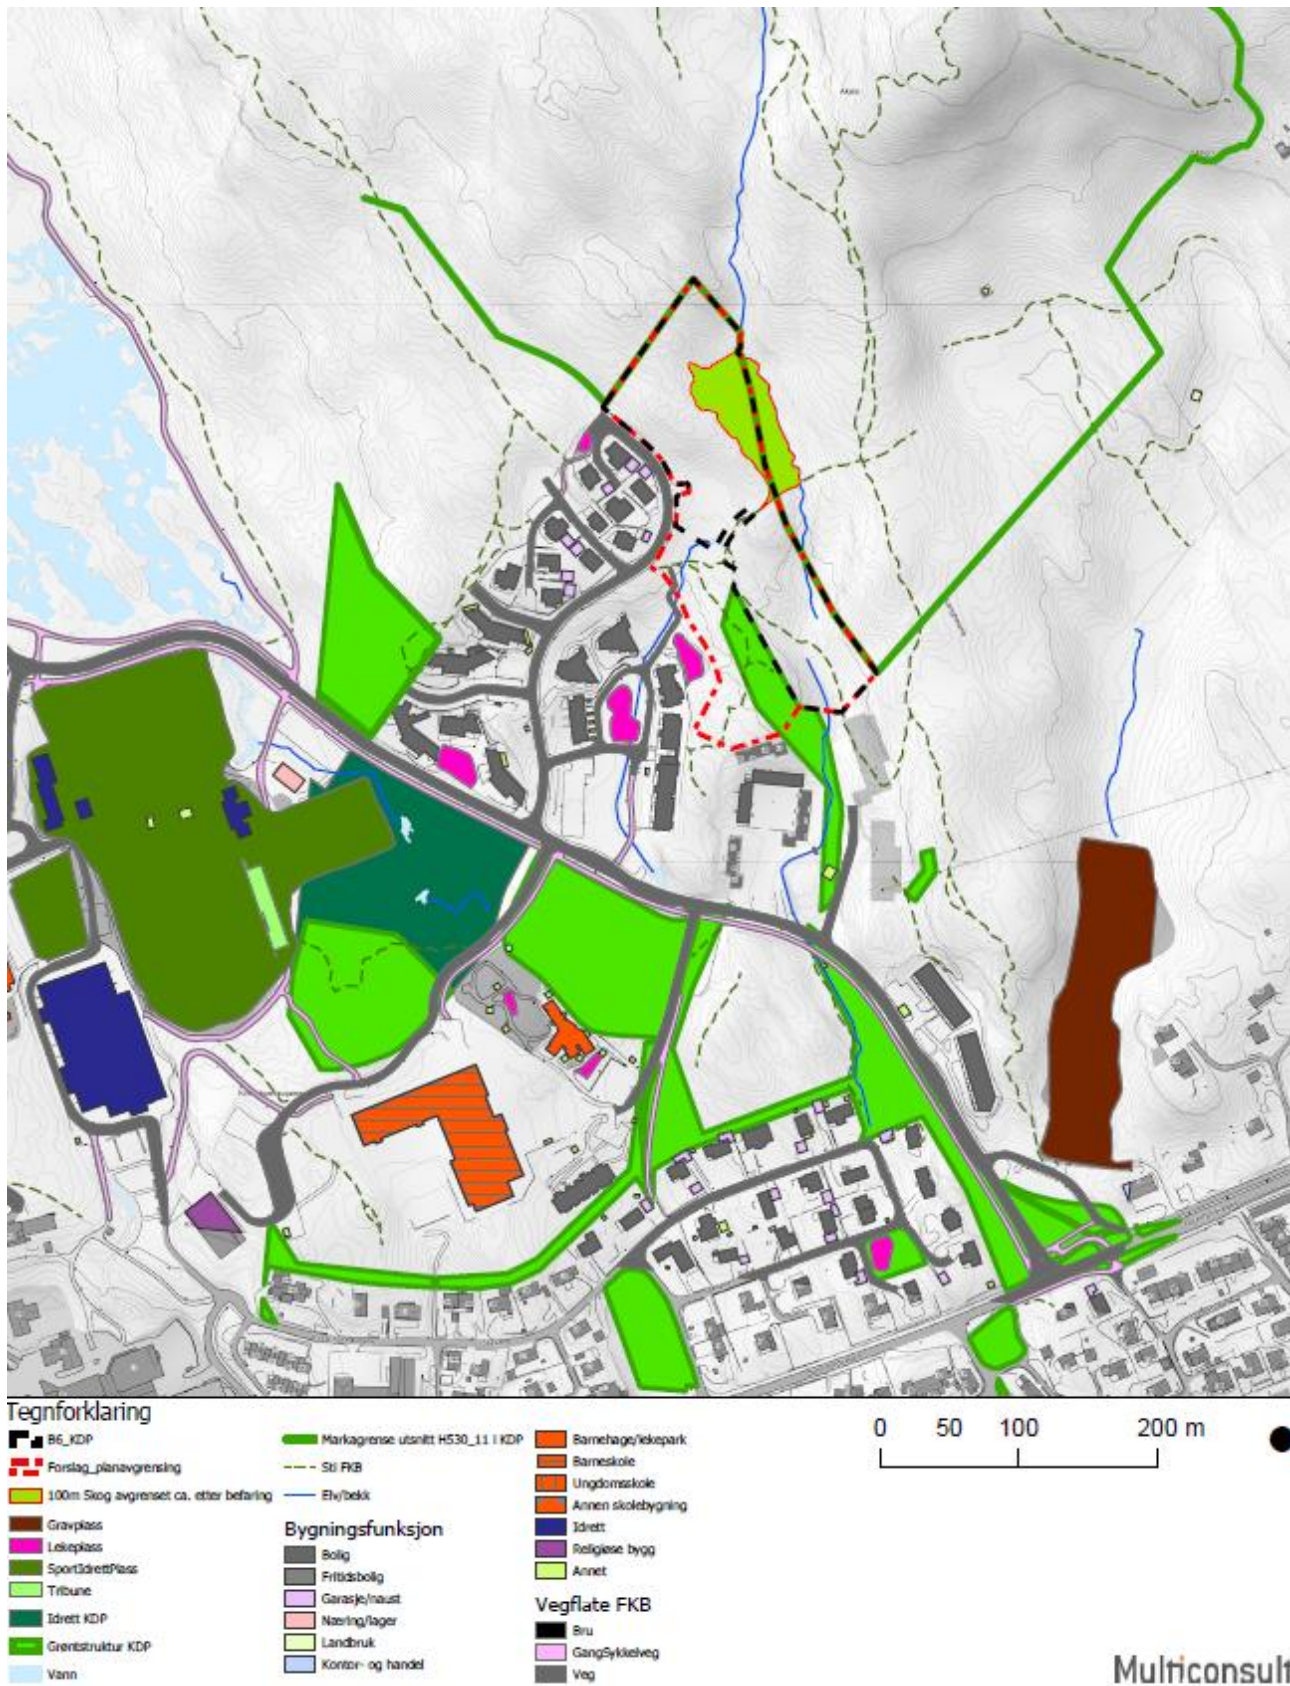 Tegnforklaring
B6_KDP
Forslag_planavgrensing
100m Skog avgrenset ca. etter befaring
Gravplass
Lekeplass
SportIdrettPlass
Tribune
Idrett KDP
Grøntstruktur KDP
Vann
Markagrense utsnitt H530_11 i KDP
Sti FKB
Elv/bekk
Bygningsfunksjon
Bolig
Fritidsbolig
Garasje/naust
Næring/lager
Landbruk
Kontor- og handel
Barnehage/lekepark
Barneskole
Ungdomsskole
Annen skolebygning
Idrett
Religiøse bygg
Annet
Vegflate FKB
Bru
GangSykkelveg
Veg
0 50 100 200 m
Multiconsult